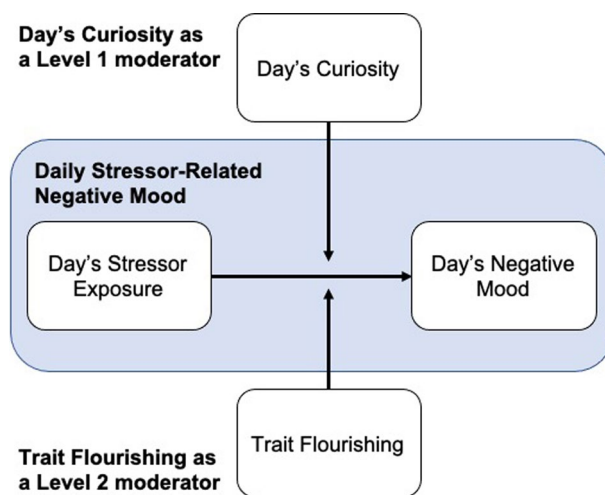 Day’s Curiosity as
a Level 1 moderator
Day’s Curiosity
Daily Stressor-Related
Negative Mood
Day’s Stressor
Exposure
Day’s Negative
Mood
Trait Flourishing
Trait Flourishing as
a Level 2 moderator